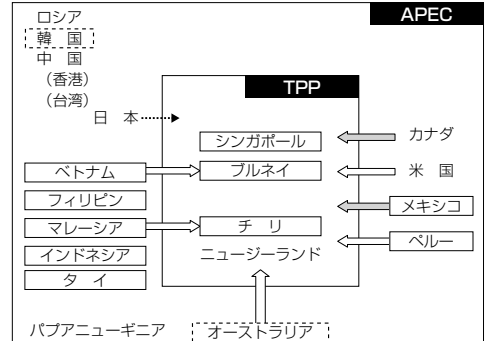 ロシア
APEC
韓 国
中 国
（香港）
（台湾）
TPP
日 本
シンガポール
カナダ
ベトナム
ブルネイ
米 国
フィリピン
メキシコ
マレーシア
チ リ
ペルー
インドネシア
ニュージーランド
タ イ
パプアニューギニア
オーストラリア